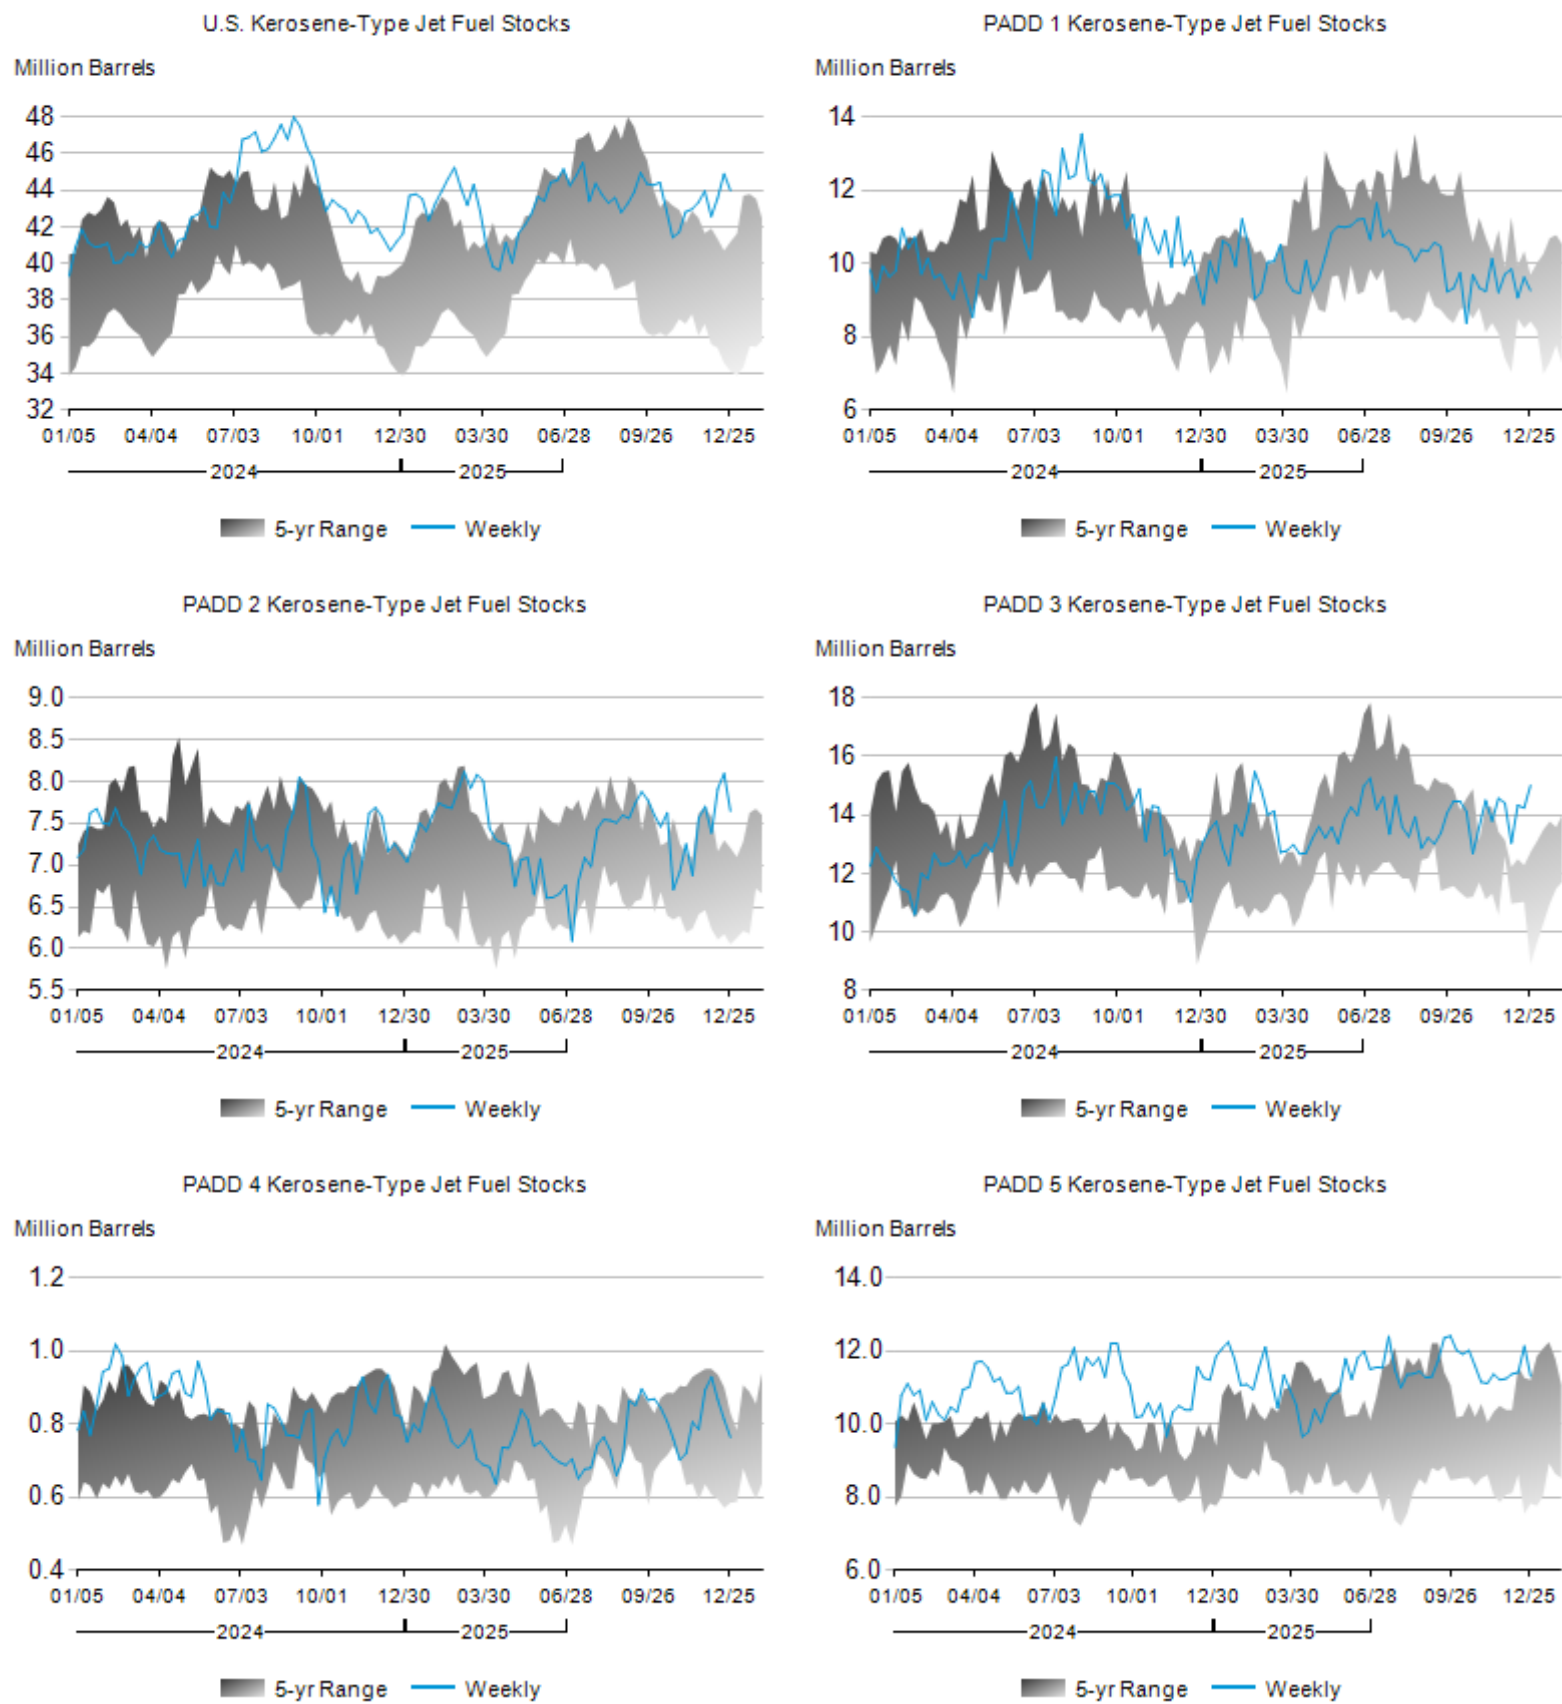 U.S. Kerosene-Type Jet Fuel Stocks
Million Barrels
48
46
44
42
40
38
36
34
32
01/05 04/04 07/03 10/01 12/30 03/30 06/28 09/26 12/25
2024 2025
5-yr Range Weekly
PADD 1 Kerosene-Type Jet Fuel Stocks
Million Barrels
14
12
10
8
6
01/05 04/04 07/03 10/01 12/30 03/30 06/28 09/26 12/25
2024 2025
5-yr Range Weekly
PADD 2 Kerosene-Type Jet Fuel Stocks
Million Barrels
9.0
8.5
8.0
7.5
7.0
6.5
6.0
5.5
01/05 04/04 07/03 10/01 12/30 03/30 06/28 09/26 12/25
2024 2025
5-yr Range Weekly
PADD 3 Kerosene-Type Jet Fuel Stocks
Million Barrels
18
16
14
12
10
8
01/05 04/04 07/03 10/01 12/30 03/30 06/28 09/26 12/25
2024 2025
5-yr Range Weekly
PADD 4 Kerosene-Type Jet Fuel Stocks
Million Barrels
1.2
1.0
0.8
0.6
0.4
01/05 04/04 07/03 10/01 12/30 03/30 06/28 09/26 12/25
2024 2025
5-yr Range Weekly
PADD 5 Kerosene-Type Jet Fuel Stocks
Million Barrels
14.0
12.0
10.0
8.0
6.0
01/05 04/04 07/03 10/01 12/30 03/30 06/28 09/26 12/25
2024 2025
5-yr Range Weekly